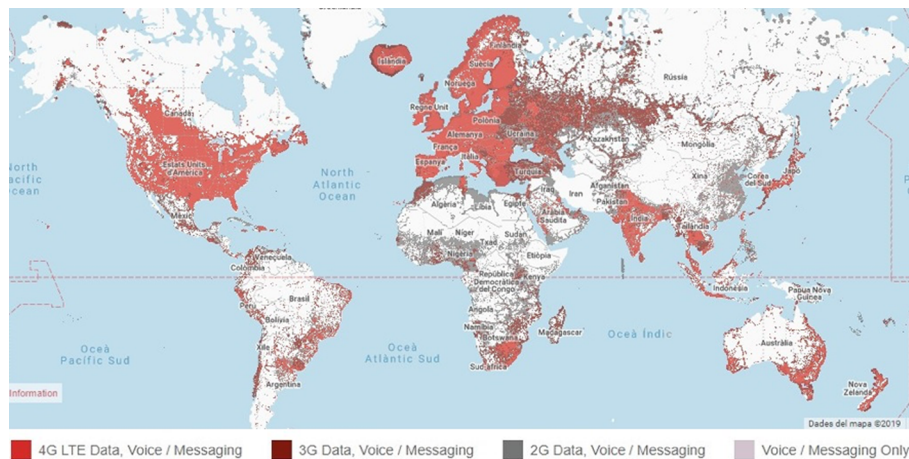 Islàndia
Finlàndia
Suècia
Noruega
Rússia
Canadà
Regne Unit
Polònia
Alemanya
Ucraïna
França
Kazakhstan
Mongòlia
Estats Units
d'Amèrica
Espanya
Itàlia
Turquia
Xina
Corea
del Sud
Japó
North
Pacific
Ocean
North
Atlantic
Ocean
Iraq
Iran
Afganistan
Pakistan
Algèria
Líbia
Egipte
Aràbia
Saudita
Índia
Mèxic
Mali
Níger
Txad
Sudan
Tailàndia
Veneçuela
Nigèria
Etiòpia
Colòmbia
República
Democràtica
del Congo
Kenya
Indonèsia
Papua Nova
Guinea
Perú
Brasil
Angola
Bolívia
Namíbia
Botswana
Madagascar
Oceà Índic
Oceà
Pacífic Sud
Xile
Oceà
Atlàntic Sud
Sud-àfrica
Austràlia
Argentina
Nova
Zelanda
Information
Dades del mapa ©2019
4G LTE Data, Voice / Messaging
3G Data, Voice / Messaging
2G Data, Voice / Messaging
Voice / Messaging Only